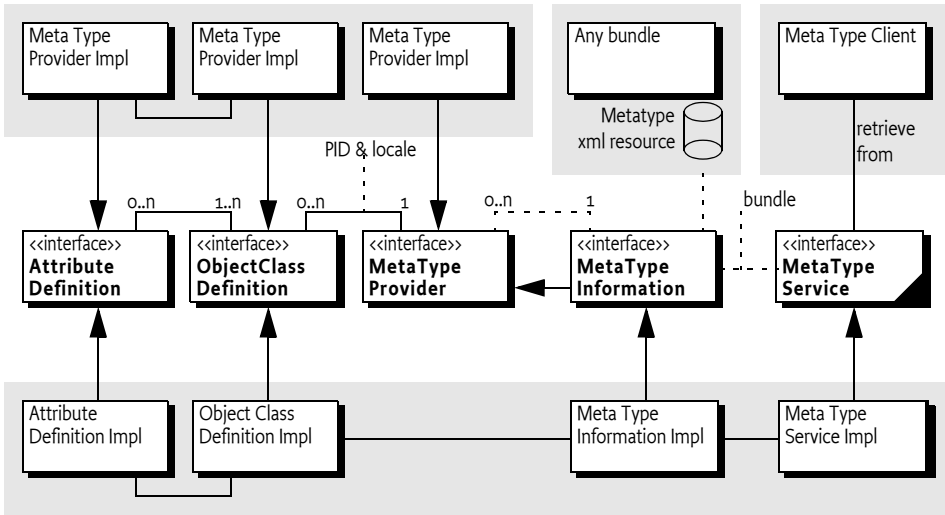 Meta Type
Provider Impl
Meta Type
Provider Impl
Meta Type
Provider Impl
Any bundle
Meta Type Client
Metatype
xml resource
retrieve
from
PID & locale
0..n
1..n
0..n
1
0..n
1
bundle
<<interface>>
Attribute
Definition
<<interface>>
ObjectClass
Definition
<<interface>>
MetaType
Provider
<<interface>>
MetaType
Information
<<interface>>
MetaType
Service
Attribute
Definition Impl
Object Class
Definition Impl
Meta Type
Information Impl
Meta Type
Service Impl